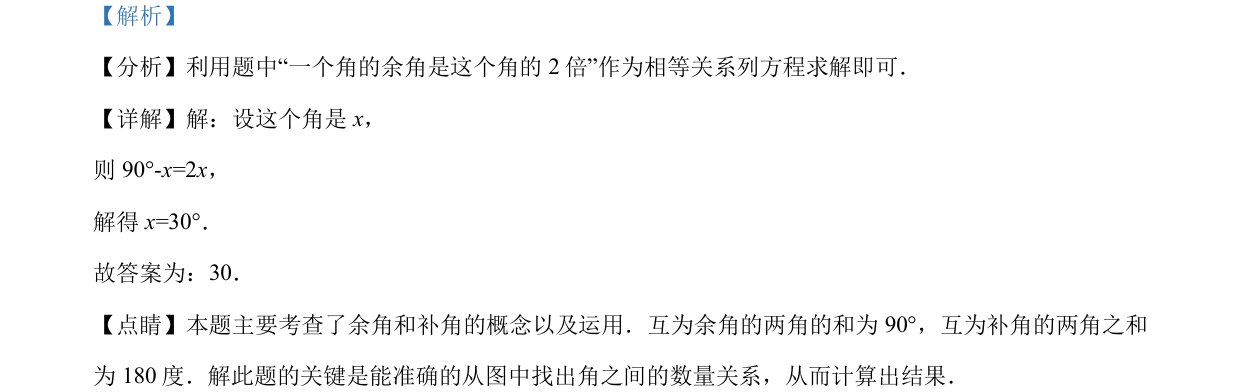 【解析】
【分析】利用题中“一个角的余角是这个角的 2 倍”作为相等关系列方程求解即可．
【详解】解：设这个角是 x，
则 90°-x=2x，
解得 x=30°．
故答案为：30．
【点睛】本题主要考查了余角和补角的概念以及运用．互为余角的两角的和为 90°，互为补角的两角之和
为 180 度．解此题的关键是能准确的从图中找出角之间的数量关系，从而计算出结果．